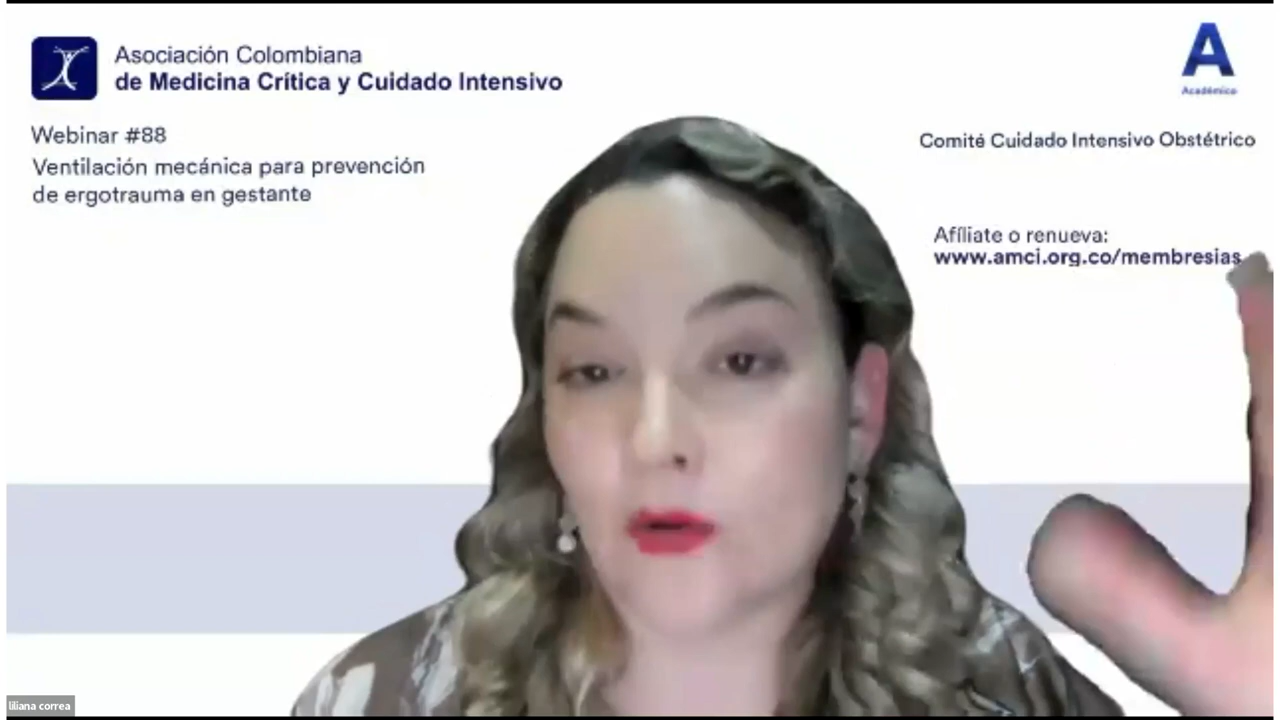 Asociación Colombiana
de Medicina Crítica y Cuidado Intensivo
Webinar #88
Ventilación mecánica para prevención
de ergotrauma en gestante
A
Académico
Comité Cuidado Intensivo Obstétrico
Afíliate o renueva:
www.amci.org.co/membresias
liliana correa